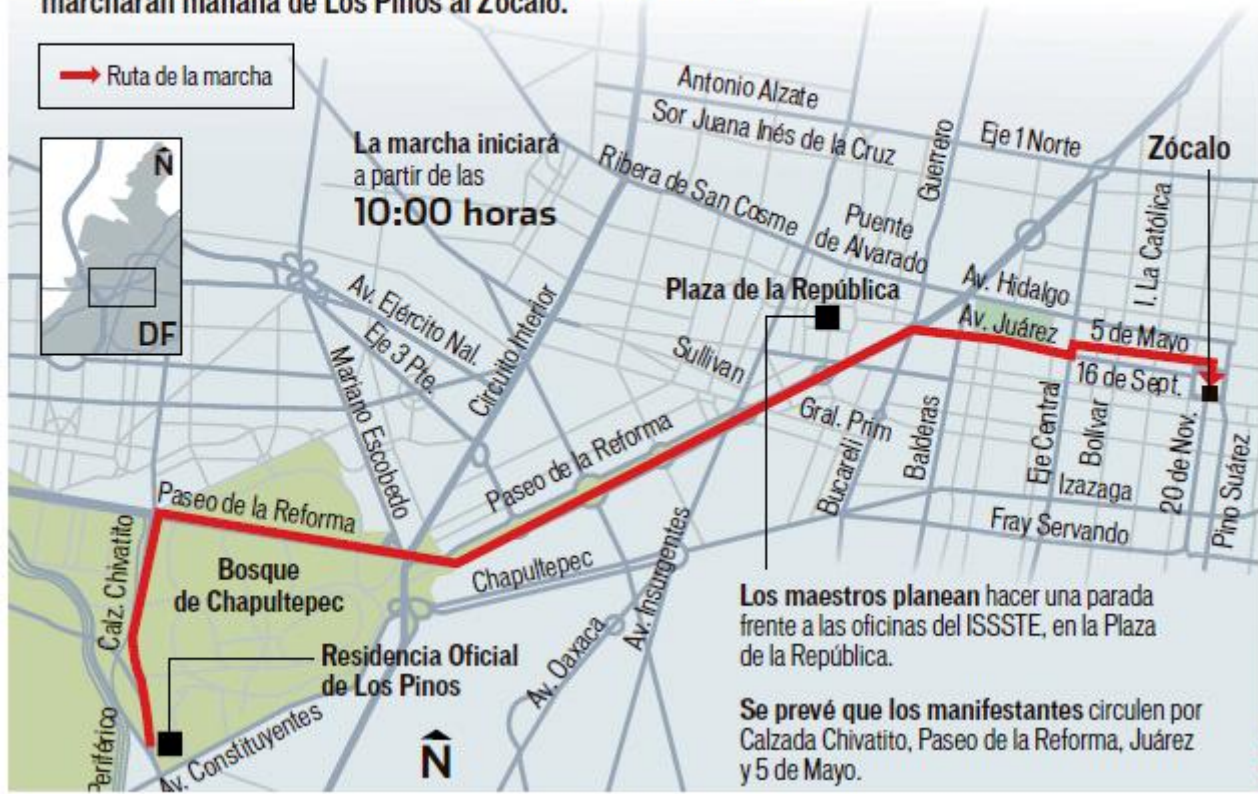 marcharán mañana de Los Pinos al Zócalo.
Ruta de la marcha
N
DF
La marcha iniciará
a partir de las
10:00 horas
Antonio Alzate
Sor Juana Inés de la Cruz
Ribera de San Cosme
Puente
de Alvarado
Guerrero
Eje 1 Norte
Zócalo
I. La Católica
Av. Hidalgo
Plaza de la República
Av. Juárez
5 de Mayo
16 de Sept.
Av. Ejército Nal.
Eje 3 Pte.
Mariano Escobedo
Circuito Interior
Sullivan
Gral. Prim
Bucareli
Balderas
Eje Central
Bolívar
Izazaga
20 de Nov.
Pino Suárez
Fray Servando
Paseo de la Reforma
Paseo de la Reforma
Chapultepec
Av. Insurgentes
Av. Oaxaca
Calz. Chivatito
Bosque
de Chapultepec
Residencia Oficial
de Los Pinos
Periférico
Av. Constituyentes
N
Los maestros planean hacer una parada
frente a las oficinas del ISSSTE, en la Plaza
de la República.
Se prevé que los manifestantes circulen por
Calzada Chivatito, Paseo de la Reforma, Juárez
y 5 de Mayo.